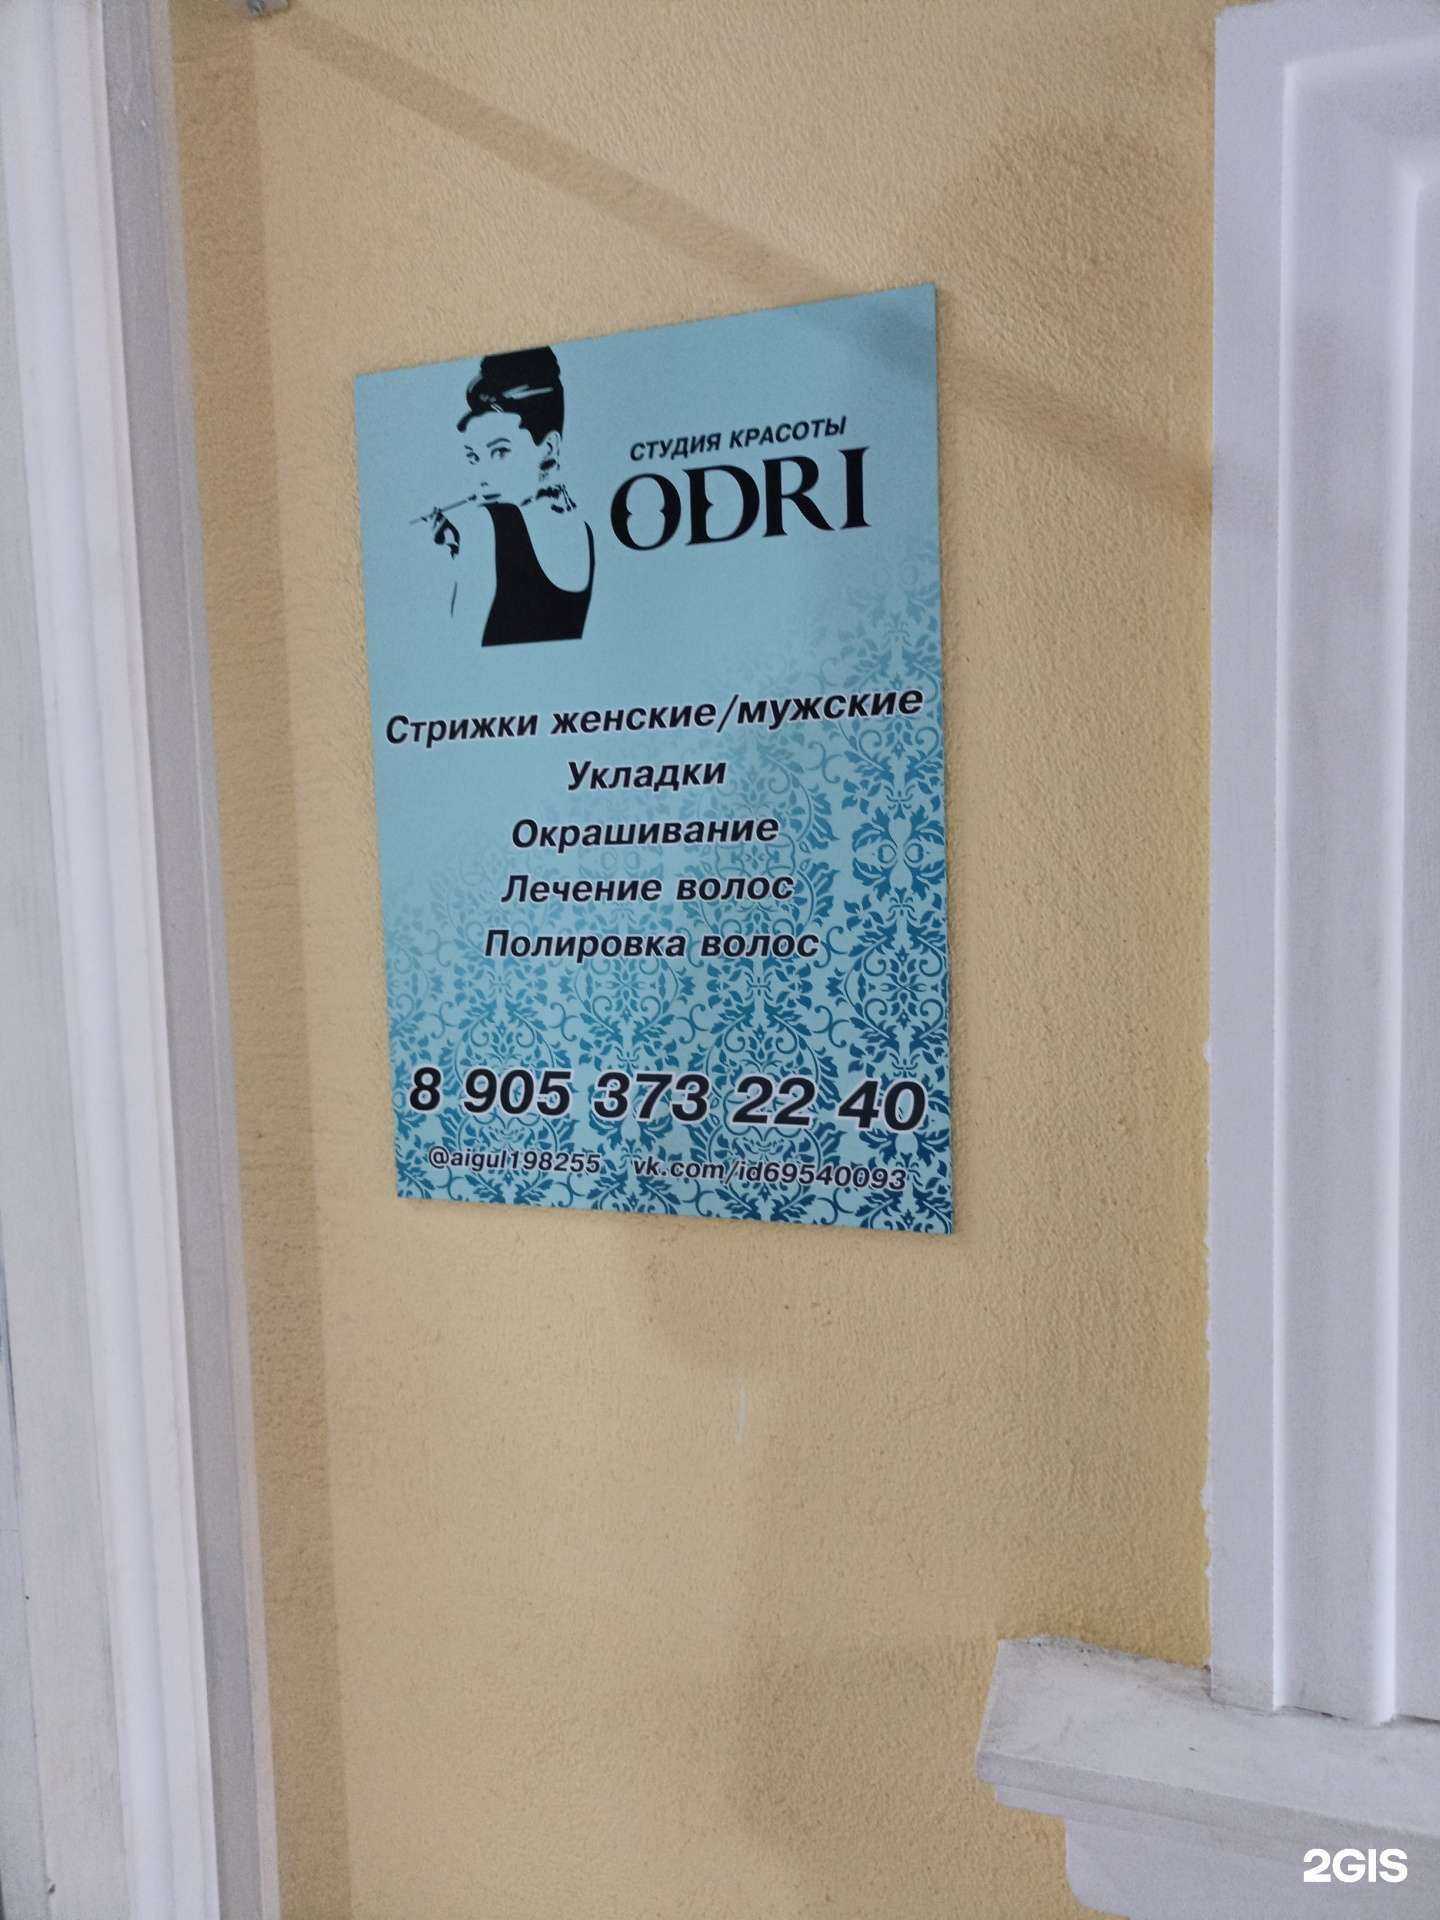 СТУДИЯ КРАСОТЫ
ODRI
Стрижки женские/мужские
Укладки
Окрашивание
Лечение волос
Полировка волос
8 905 373 22 40
@aigul198255 vk.com/id69540093
2GIS